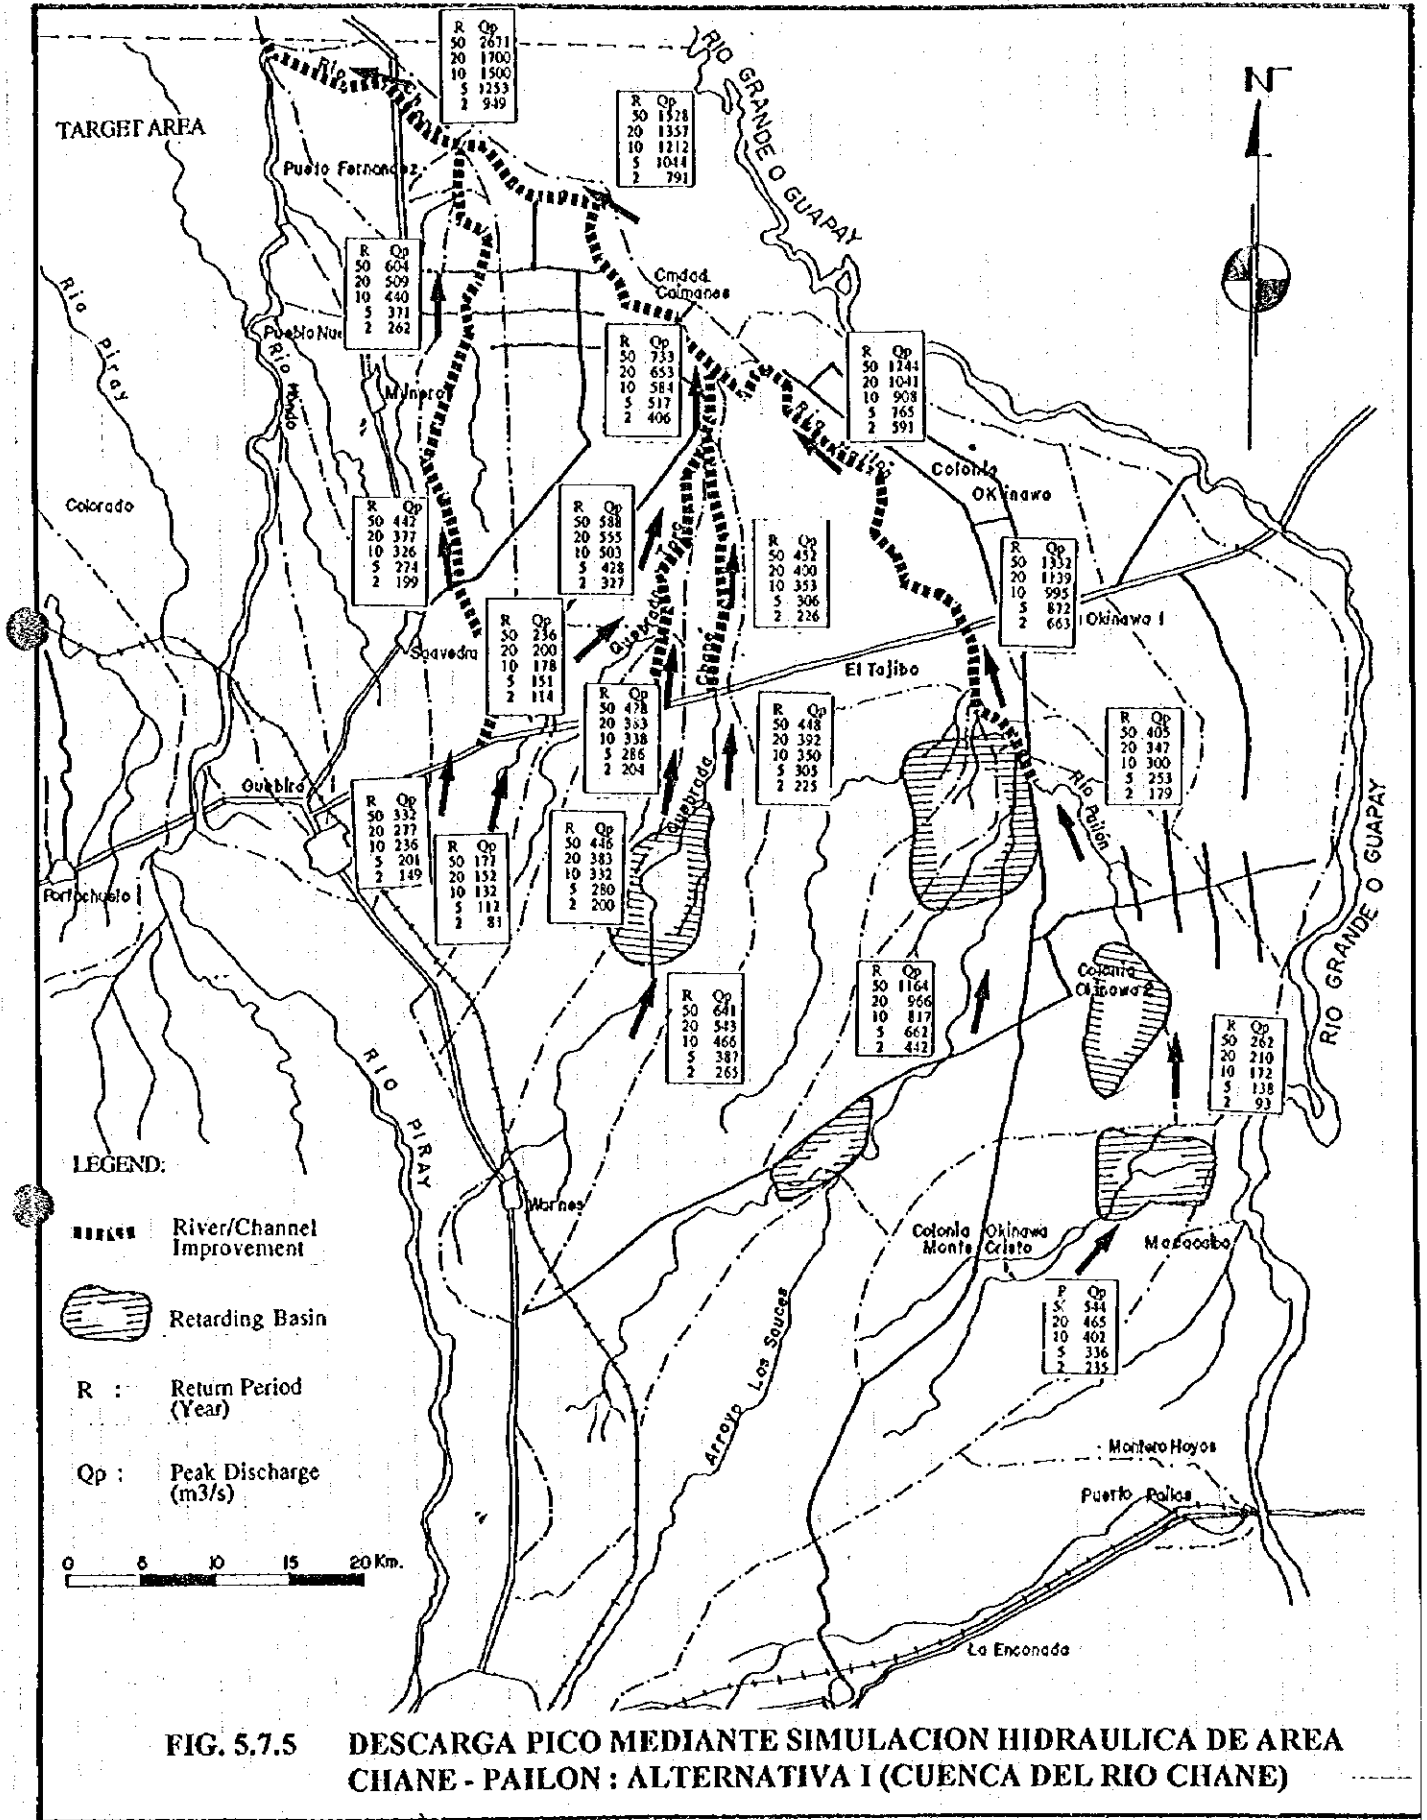 R Qp
50 2671
20 1700
10 1500
5 1253
2 949
RIO GRANDE O GUAPAY
N
TARGET AREA
Río
R Qp
50 1528
20 1357
10 1212
5 1044
2 791
Pueto Fernandez
R Qp
50 604
20 509
10 440
5 371
2 262
Cmdad.
Caimanes
Rio Piray
Pueblo Nue
Rio Hondo
Minero
R Qp
50 733
20 653
10 584
5 517
2 406
R Qp
50 1244
20 1041
10 908
5 765
2 591
Río Pailón
Colonia
OKinawa
Colorado
R Qp
50 442
20 377
10 326
5 274
2 199
R Qp
50 588
20 555
10 503
5 428
2 327
R Qp
50 452
20 400
10 353
5 306
2 226
R Qp
50 1332
20 1139
10 995
5 872
2 663
Okinawa 1
Saavedra
R Qp
50 236
20 200
10 178
5 151
2 114
Quebrada
Chané
El Tajibo
R Qp
50 478
20 363
10 338
5 286
2 204
R Qp
50 448
20 392
10 350
5 305
2 225
R Qp
50 405
20 347
10 300
5 253
2 179
Rio Pailón
Quebrada
Guabirá
R Qp
50 332
20 277
10 236
5 201
2 149
R Qp
50 177
20 152
10 132
5 112
2 81
R Qp
50 446
20 383
10 332
5 280
2 200
Portachuelo
RIO GRANDE O GUAPAY
Colonia
Okinawa 2
R Qp
50 641
20 543
10 466
5 387
2 265
R Qp
50 1164
20 966
10 817
5 662
2 442
R Qp
50 262
20 210
10 172
5 138
2 93
RIO PIRAY
LEGEND:
River/Channel
Improvement
Retarding Basin
R : Return Period
(Year)
Qp : Peak Discharge
(m3/s)
Warnes
Colonia Okinawa
Monte Cristo
Arroyo Los Sauces
R Qp
50 544
20 465
10 402
5 336
2 235
Montero Hoyos
Puerto Pailas
0 5 10 15 20 Km.
La Enconada
FIG. 5.7.5 DESCARGA PICO MEDIANTE SIMULACION HIDRAULICA DE AREA
CHANE - PAILON : ALTERNATIVA I (CUENCA DEL RIO CHANE)